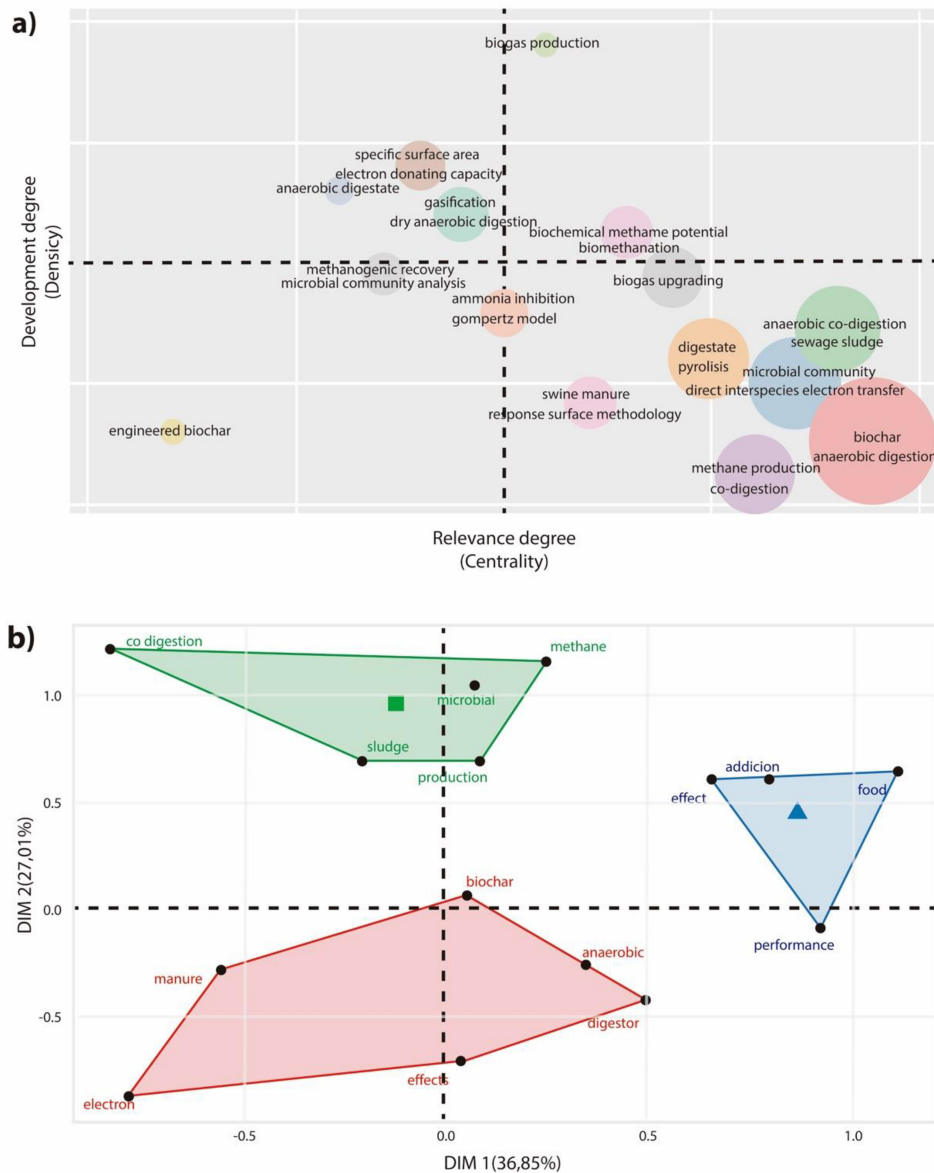 a)
biogas production
specific surface area
electron donating capacity
anaerobic digestate
gasification
dry anaerobic digestion
biochemical methame potential
biomethanation
methanogenic recovery
microbial community analysis
biogas upgrading
ammonia inhibition
gompertz model
anaerobic co-digestion
sewage sludge
digestate
pyrolisis
microbial community
direct interspecies electron transfer
swine manure
response surface methodology
engineered biochar
biochar
anaerobic digestion
methane production
co-digestion
Development degree
(Densicy)
Relevance degree
(Centrality)
b)
co digestion
methane
1.0
microbial
sludge
production
addicion
effect
food
0.5
biochar
0.0
performance
anaerobic
manure
digestor
-0.5
effects
electron
DIM 2(27,01%)
-0.5
0.0
0.5
1.0
DIM 1(36,85%)